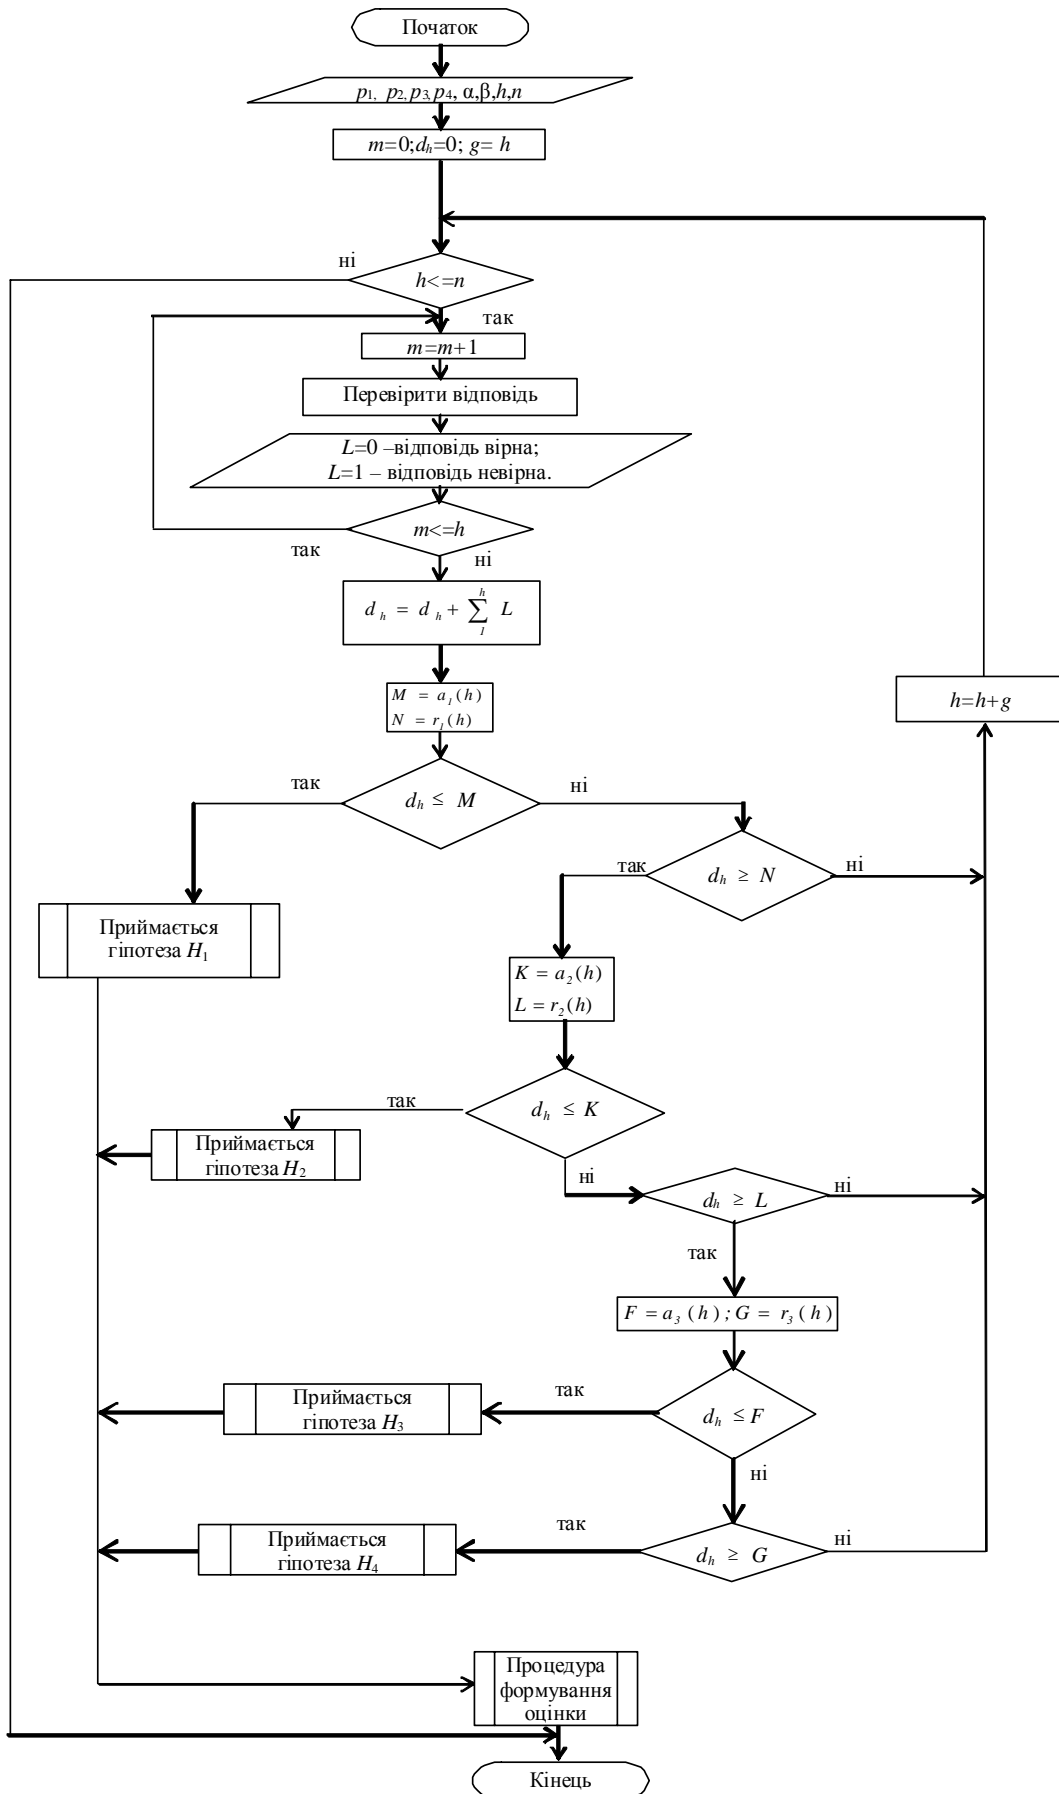 Початок
p1, p2, p3, p4, α,β,h,n
m=0;dh=0; g= h
ні
h<=n
так
m=m+1
Перевірити відповідь
L=0 –відповідь вірна;
L=1 – відповідь невірна.
m<=h
так
ні
d h = d h + ∑ 1 h L
M = a1(h)
N = r1(h)
h=h+g
так
dh ≤ M
ні
так
dh ≥ N
ні
Приймається
гіпотеза H1
K = a2(h)
L = r2(h)
так
dh ≤ K
Приймається
гіпотеза H2
ні
dh ≥ L
ні
так
F = a3 (h) ; G = r3 (h)
Приймається
гіпотеза H3
так
dh ≤ F
ні
Приймається
гіпотеза H4
так
dh ≥ G
ні
Процедура
формування
оцінки
Кінець